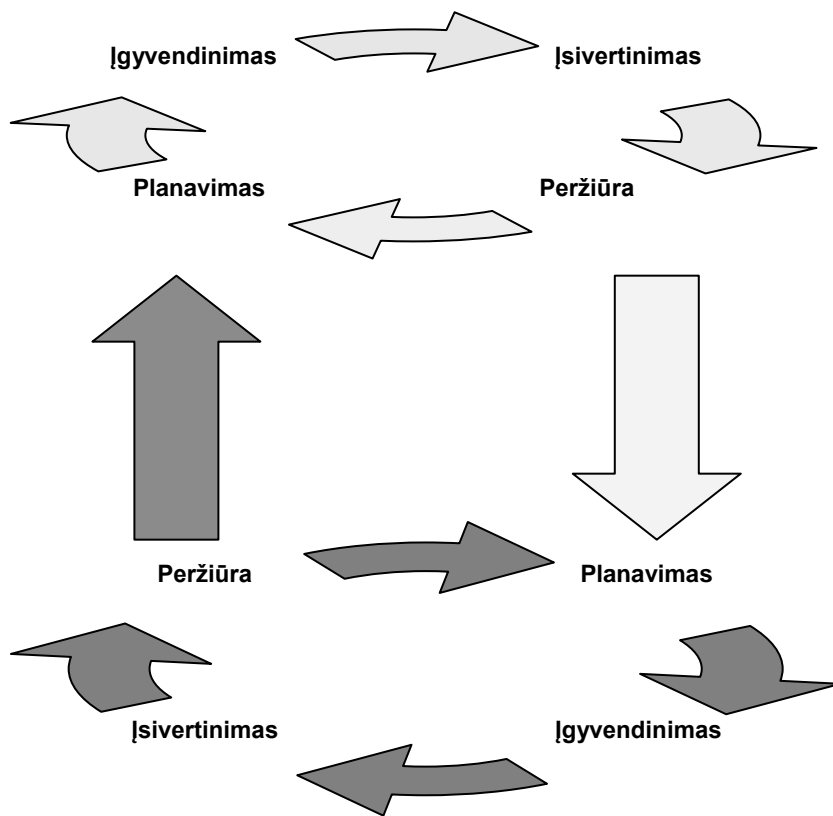 Įgyvendinimas
Įsivertinimas
Planavimas
Peržiūra
Peržiūra
Planavimas
Įsivertinimas
Įgyvendinimas